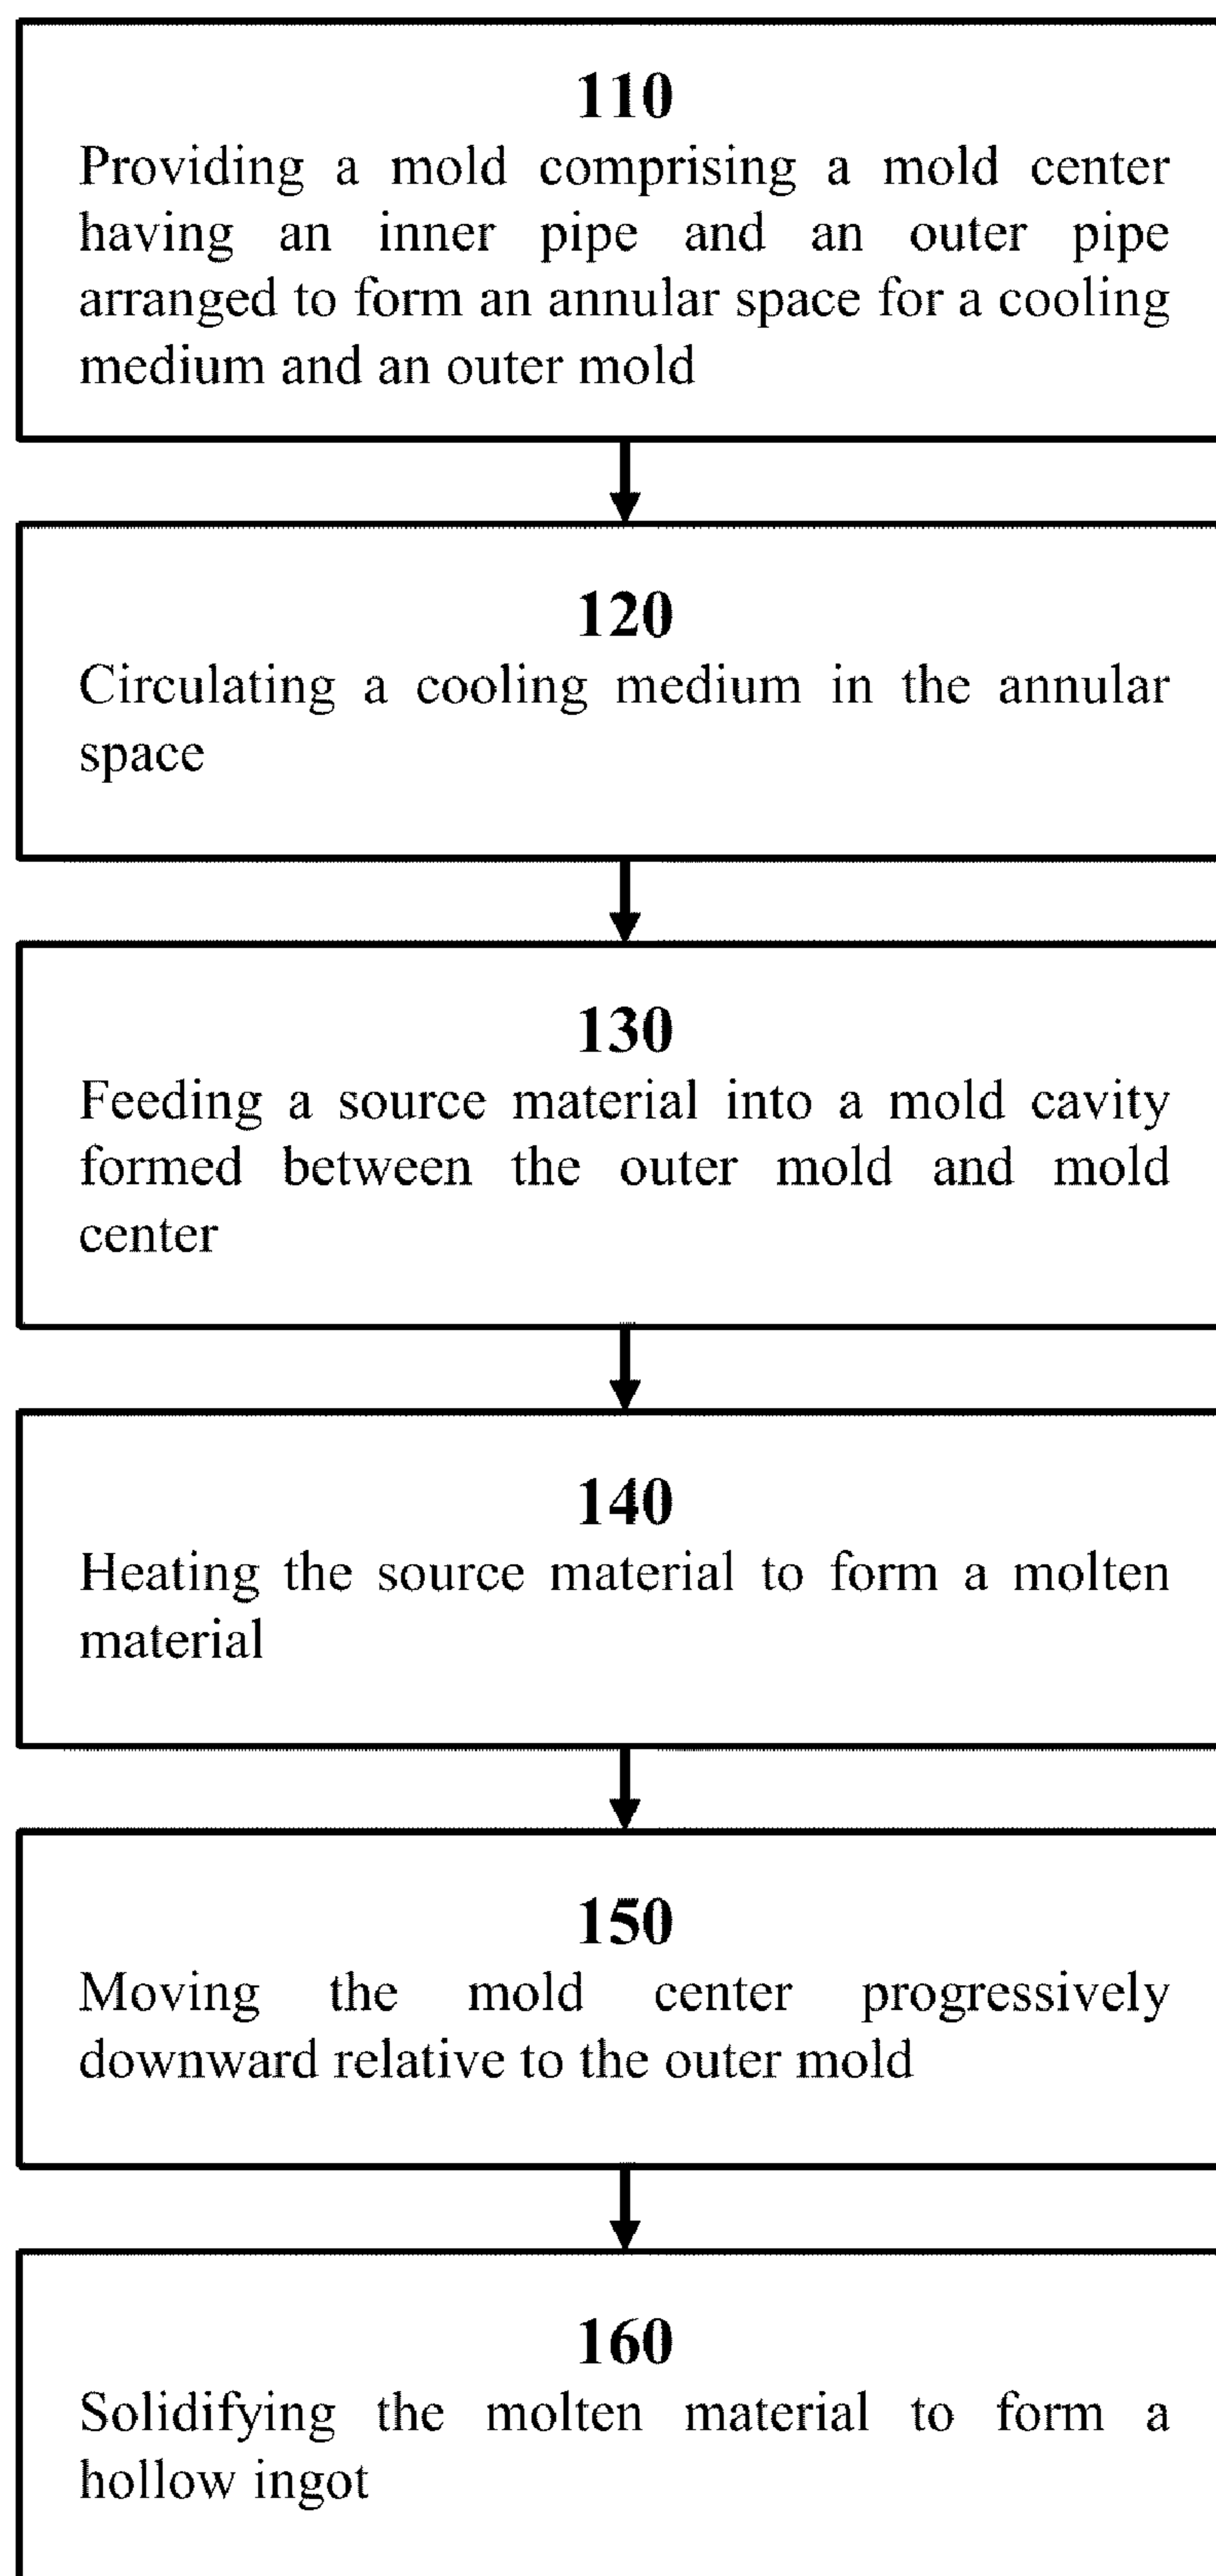 110
Providing a mold comprising a mold center
having an inner pipe and an outer pipe
arranged to form an annular space for a cooling
medium and an outer mold
120
Circulating a cooling medium in the annular
space
130
Feeding a source material into a mold cavity
formed between the outer mold and mold
center
140
Heating the source material to form a molten
material
150
Moving the mold center progressively
downward relative to the outer mold
160
Solidifying the molten material to form a
hollow ingot